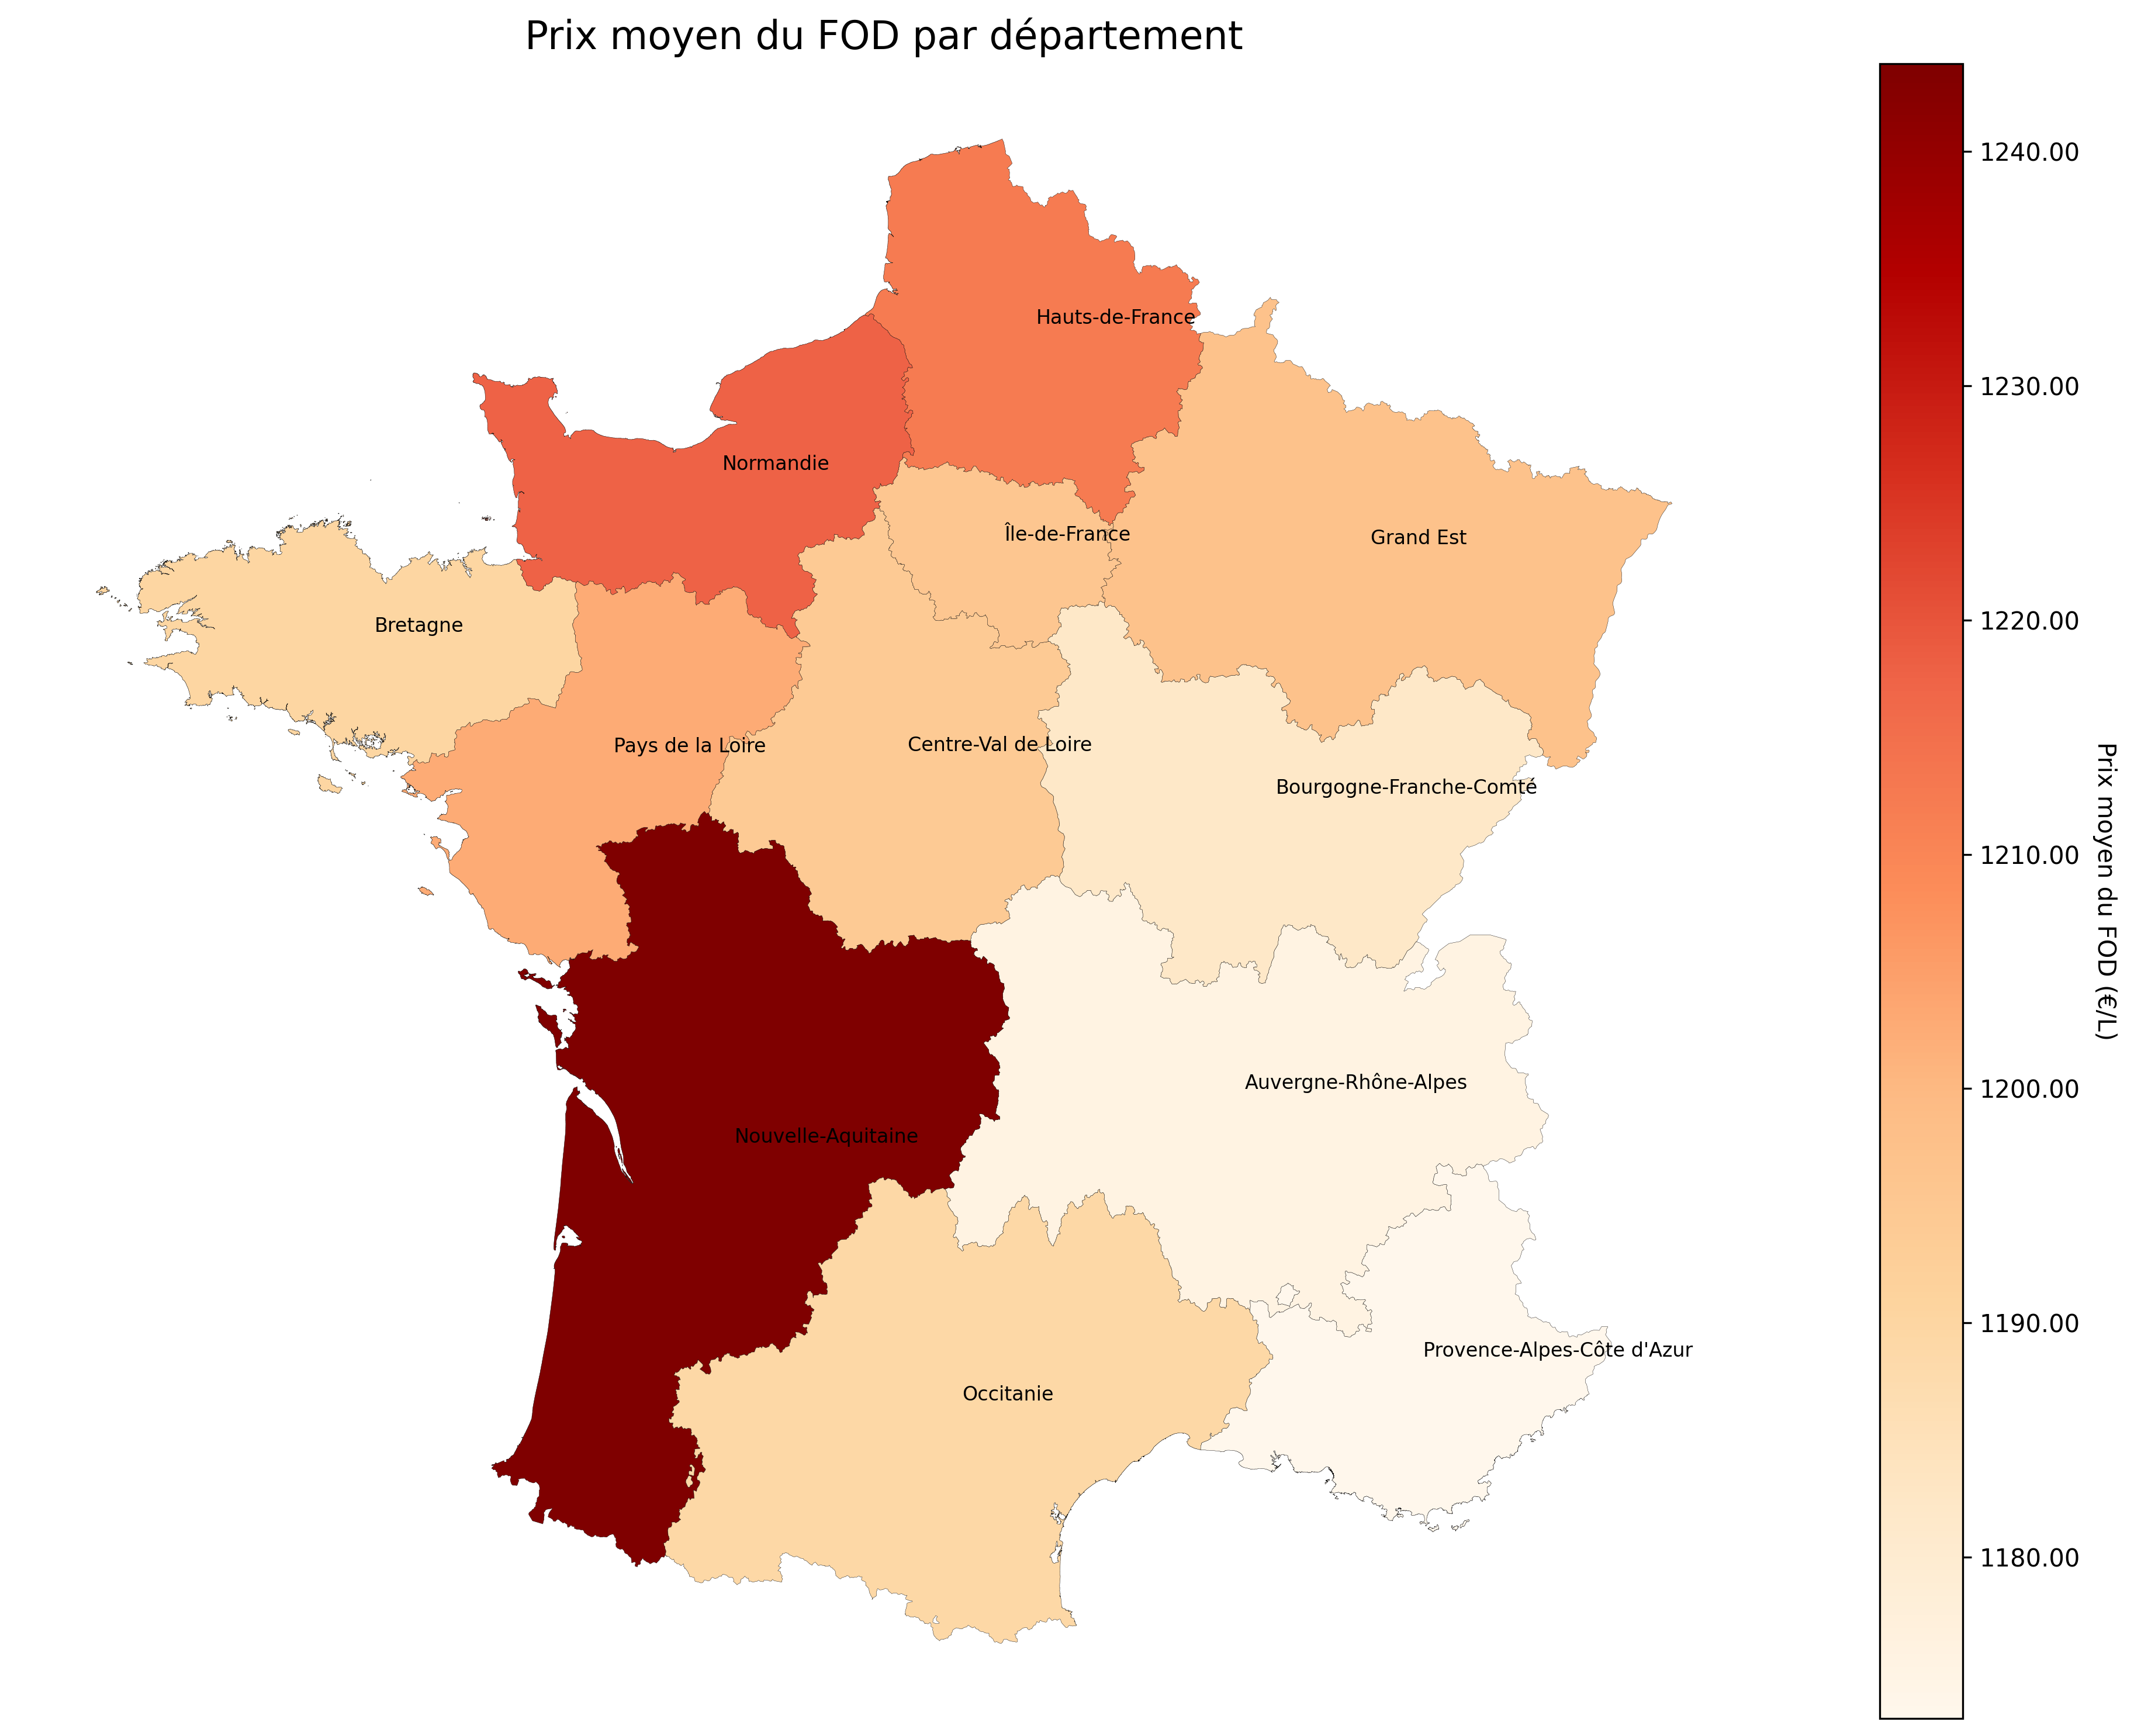 Prix moyen du FOD par département
Hauts-de-France
Normandie
Île-de-France
Grand Est
Bretagne
Pays de la Loire
Centre-Val de Loire
Bourgogne-Franche-Comté
Auvergne-Rhône-Alpes
Nouvelle-Aquitaine
Provence-Alpes-Côte d'Azur
Occitanie
1240.00
1230.00
1220.00
1210.00
1200.00
1190.00
1180.00
Prix moyen du FOD (€/L)